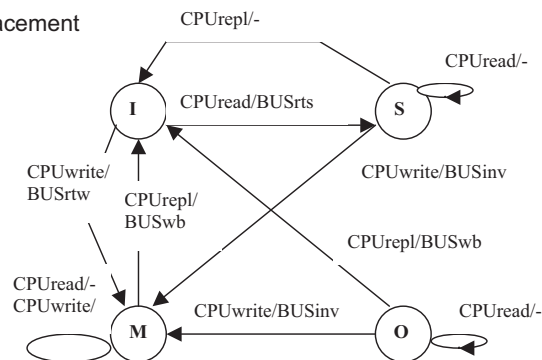 acement
CPUrepl/-
CPUread/-
I
CPUread/BUSrts
S
CPUwrite/
BUSrtw
CPUrepl/
BUSwb
CPUwrite/BUSinv
CPUrepl/BUSwb
CPUread/-
CPUwrite/
CPUwrite/BUSinv
CPUread/-
M
O